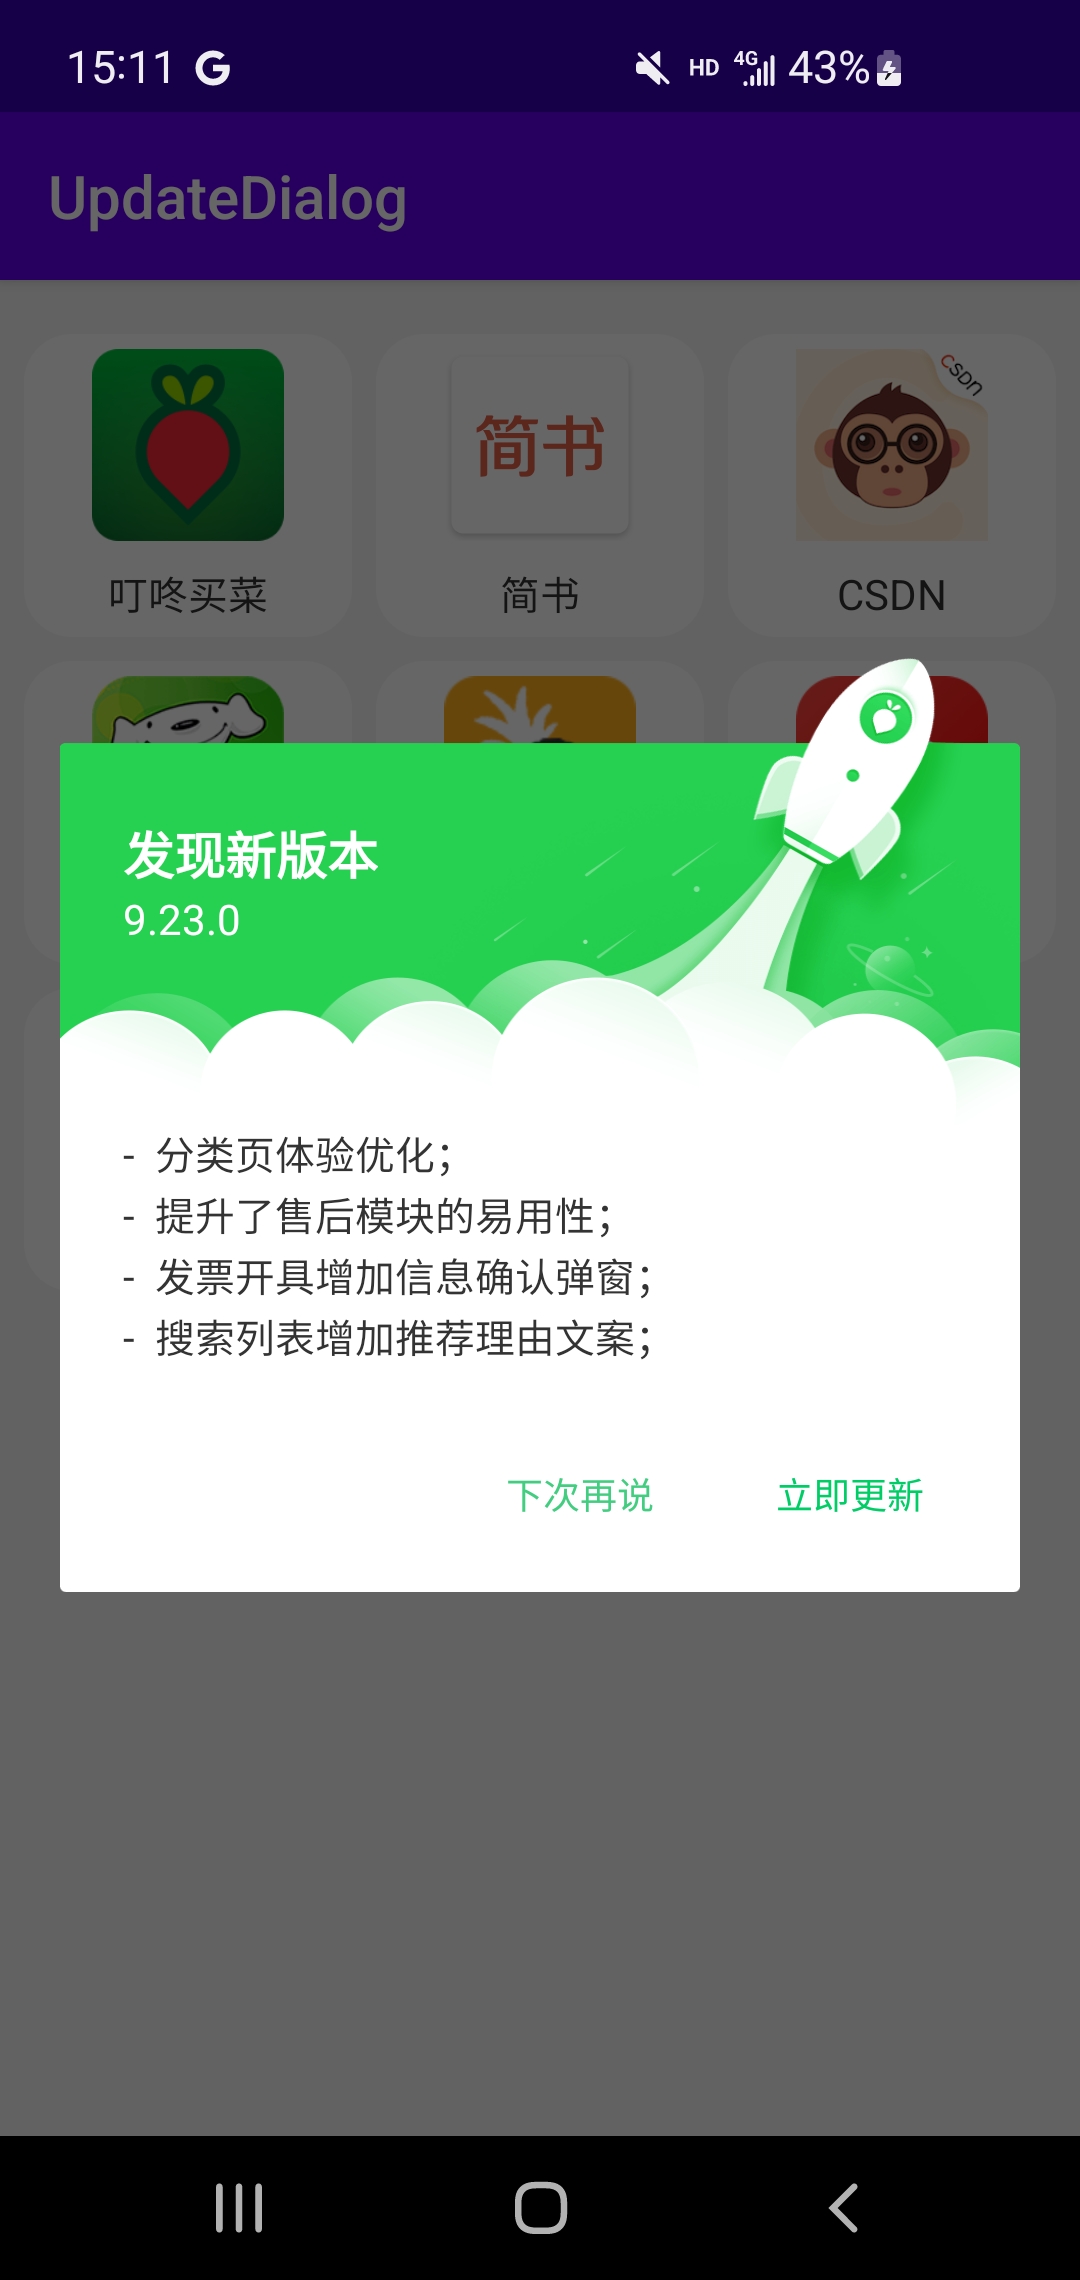 15:11 G HD 4G 43%
UpdateDialog
简书
CSDN
叮咚买菜
简书
CSDN
发现新版本
9.23.0
- 分类页体验优化；
- 提升了售后模块的易用性；
- 发票开具增加信息确认弹窗；
- 搜索列表增加推荐理由文案；
下次再说
立即更新